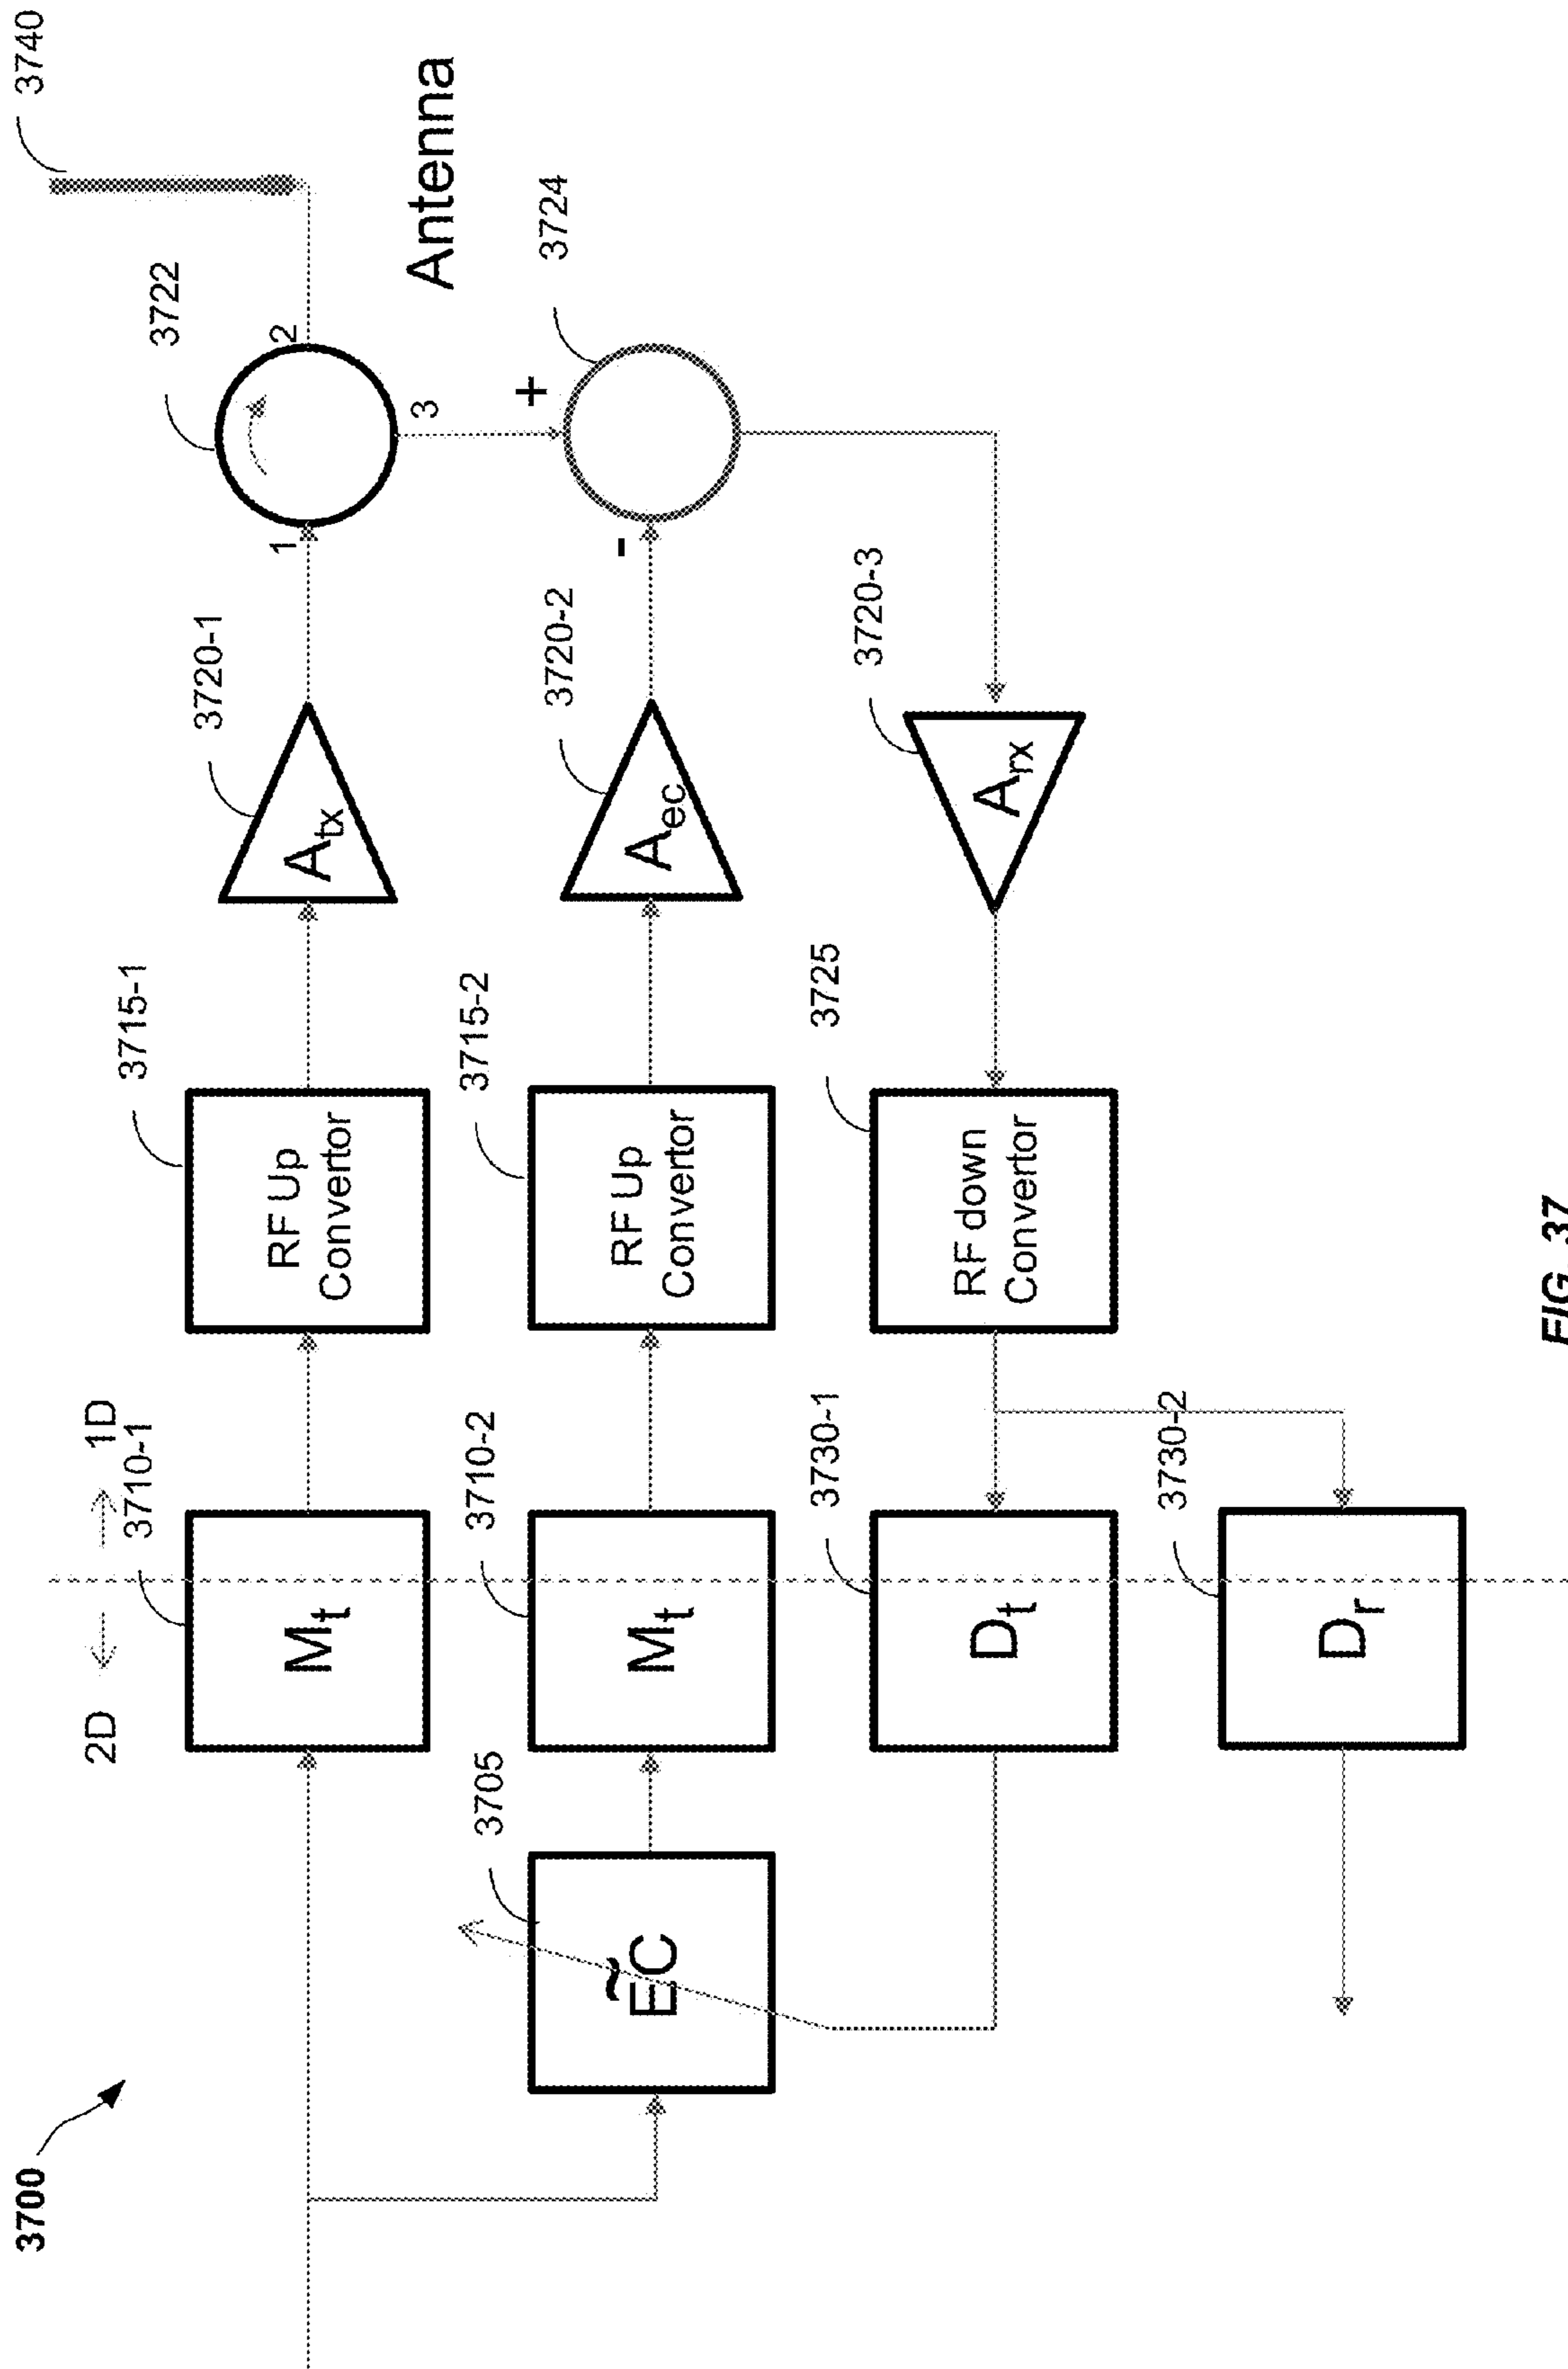 3700
2D
1D
3710-1
Mt
3715-1
RF Up
Convertor
3720-1
Atx
3722
1
2
3
3740
Antenna
3705
ẼC
3710-2
Mt
3715-2
RF Up
Convertor
3720-2
Aec
-
+
3724
3730-1
Dt
3725
RF down
Convertor
3720-3
Arx
3730-2
Dr
FIG. 37